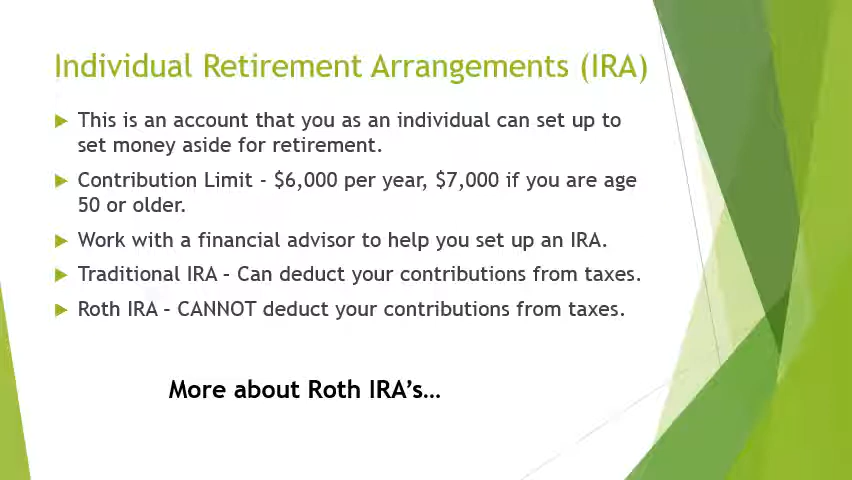 Individual Retirement Arrangements (IRA)
This is an account that you as an individual can set up to
set money aside for retirement.
Contribution Limit - $6,000 per year, $7,000 if you are age
50 or older.
Work with a financial advisor to help you set up an IRA.
Traditional IRA – Can deduct your contributions from taxes.
Roth IRA – CANNOT deduct your contributions from taxes.
More about Roth IRA’s…